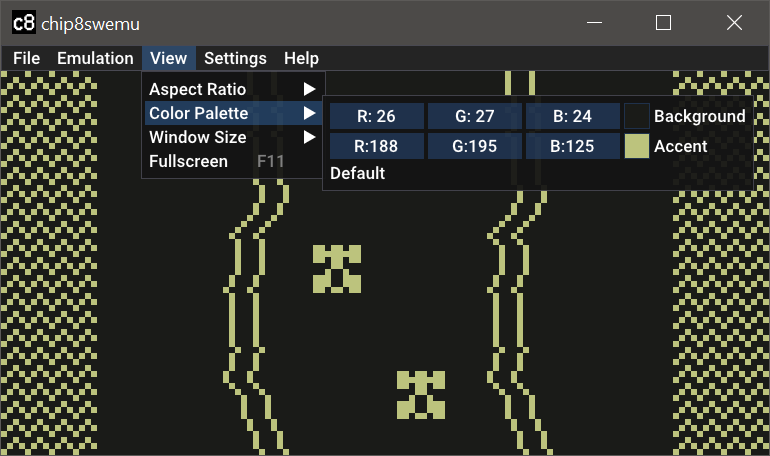 c8 chip8swemu
File Emulation View Settings Help
Aspect Ratio
Color Palette
Window Size
Fullscreen F11
R: 26 G: 27 B: 24 Background
R:188 G:195 B:125 Accent
Default